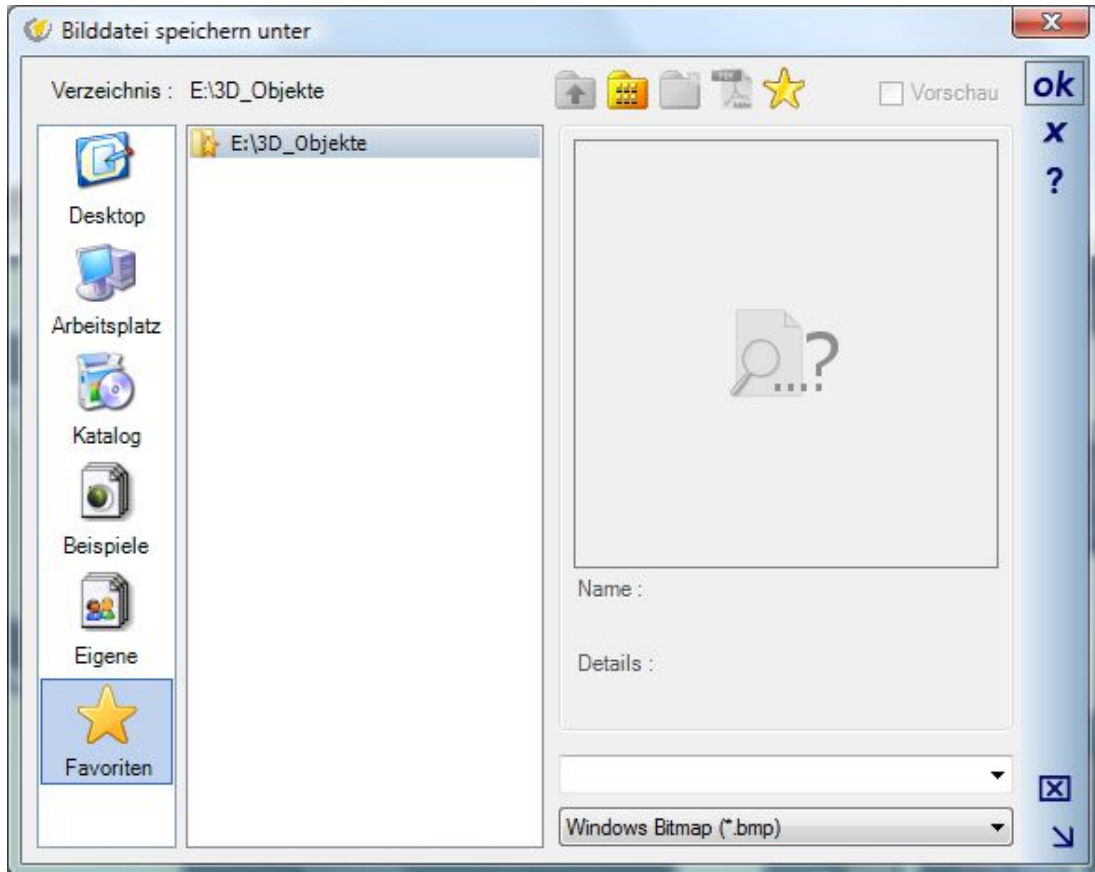 Bilddatei speichern unter
Verzeichnis : E:\3D_Objekte
Vorschau
ok
x
?
E:\3D_Objekte
Desktop
Arbeitsplatz
Katalog
Beispiele
Eigene
Favoriten
Name :
Details :
Windows Bitmap (*.bmp)